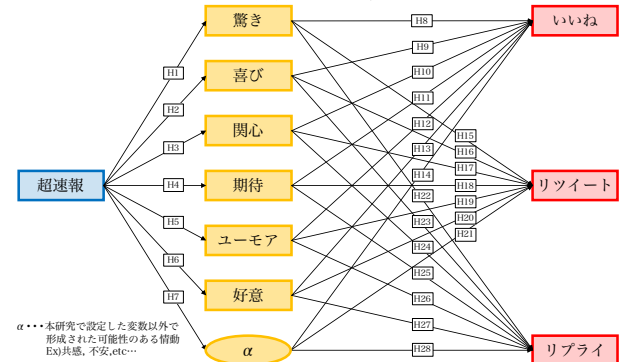 驚き
喜び
関心
期待
ユーモア
好意
α
超速報
いいね
リツイート
リプライ
H1
H2
H3
H4
H5
H6
H7
H8
H9
H10
H11
H12
H13
H14
H15
H16
H17
H18
H19
H20
H21
H22
H23
H24
H25
H26
H27
H28
α・・・本研究で設定した変数以外で
形成された可能性のある情動
Ex)共感, 不安,etc…